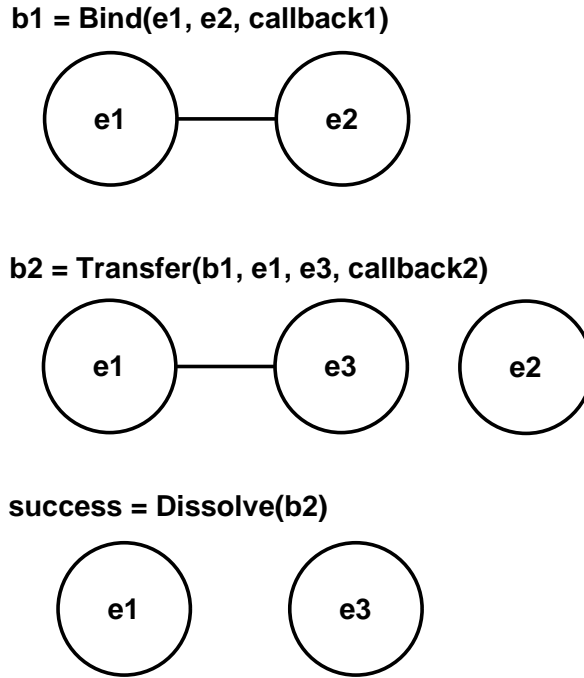 b1 = Bind(e1, e2, callback1)
e1 e2
b2 = Transfer(b1, e1, e3, callback2)
e1 e3 e2
success = Dissolve(b2)
e1 e3